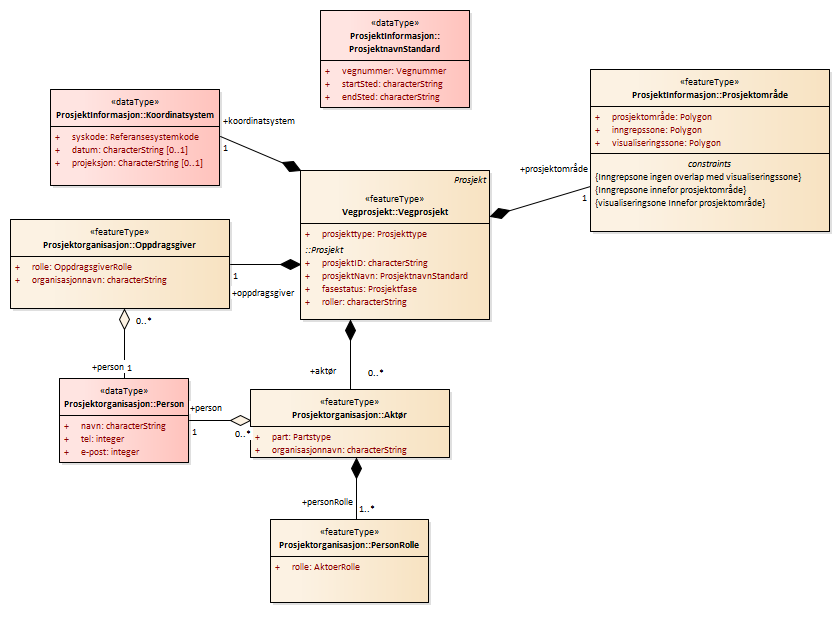 «dataType»
ProsjektInformasjon::
ProsjektnavnStandard
+ vegnummer: Vegnummer
+ startSted: characterString
+ endSted: characterString
«featureType»
ProsjektInformasjon::Prosjektområde
+ prosjektområde: Polygon
+ inngrepssone: Polygon
+ visualiseringssone: Polygon
constraints
{Inngrepsone ingen overlap med visualiseringssone}
{Inngrepsone innefor prosjektområde}
{visualiseringsone Innefor prosjektområde}
«dataType»
ProsjektInformasjon::Koordinatsystem
+ syskode: Referansesystemkode
+ datum: CharacterString [0..1]
+ projeksjon: CharacterString [0..1]
+koordinatsystem
1
+prosjektområde
1
Prosjekt
«featureType»
Vegprosjekt::Vegprosjekt
+ prosjekttype: Prosjekttype
::Prosjekt
+ prosjektID: characterString
+ prosjektNavn: ProsjektnavnStandard
+ fasestatus: Prosjektfase
+ roller: characterString
«featureType»
Prosjektorganisasjon::Oppdragsgiver
+ rolle: OppdragsgiverRolle
+ organisasjonnavn: characterString
1
+oppdragsgiver
0..*
+person 1
+aktør
0..*
«dataType»
Prosjektorganisasjon::Person
+ navn: characterString
+ tel: integer
+ e-post: integer
+person
1
0..*
«featureType»
Prosjektorganisasjon::Aktør
+ part: Partstype
+ organisasjonnavn: characterString
+personRolle
1..*
«featureType»
Prosjektorganisasjon::PersonRolle
+ rolle: AktoerRolle